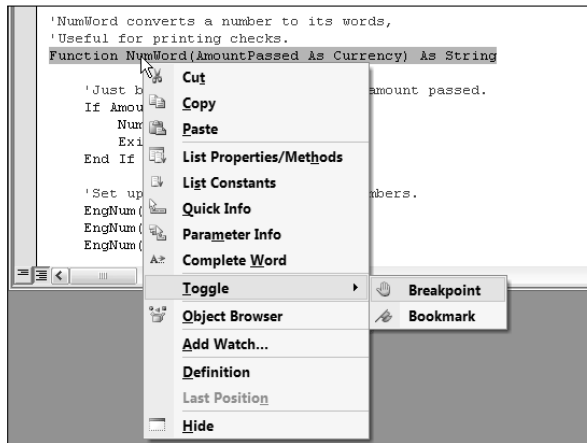 'NumWord converts a number to its words,
'Useful for printing checks.
Function NumWord(AmountPassed As Currency) As String
'Just b
amount passed.
If Amou
Num
Exi
End If
'Set up
mbers.
EngNum(
EngNum(
EngNum(
Cut
Copy
Paste
List Properties/Methods
List Constants
Quick Info
Parameter Info
Complete Word
Toggle
Object Browser
Add Watch...
Definition
Last Position
Hide
Breakpoint
Bookmark